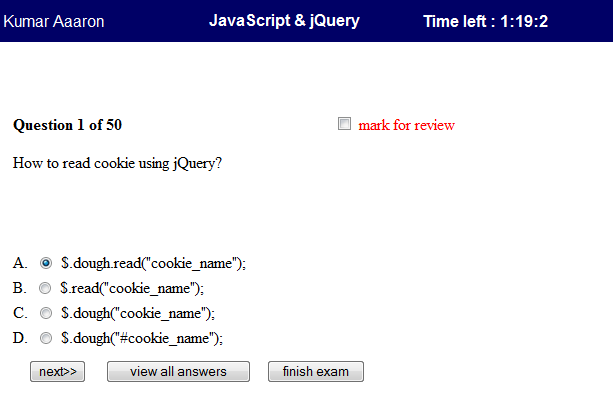 Kumar Aaaron JavaScript & jQuery Time left : 1:19:2
Question 1 of 50 mark for review
How to read cookie using jQuery?
A. $.dough.read("cookie_name");
B. $.read("cookie_name");
C. $.dough("cookie_name");
D. $.dough("#cookie_name");
next>> view all answers finish exam